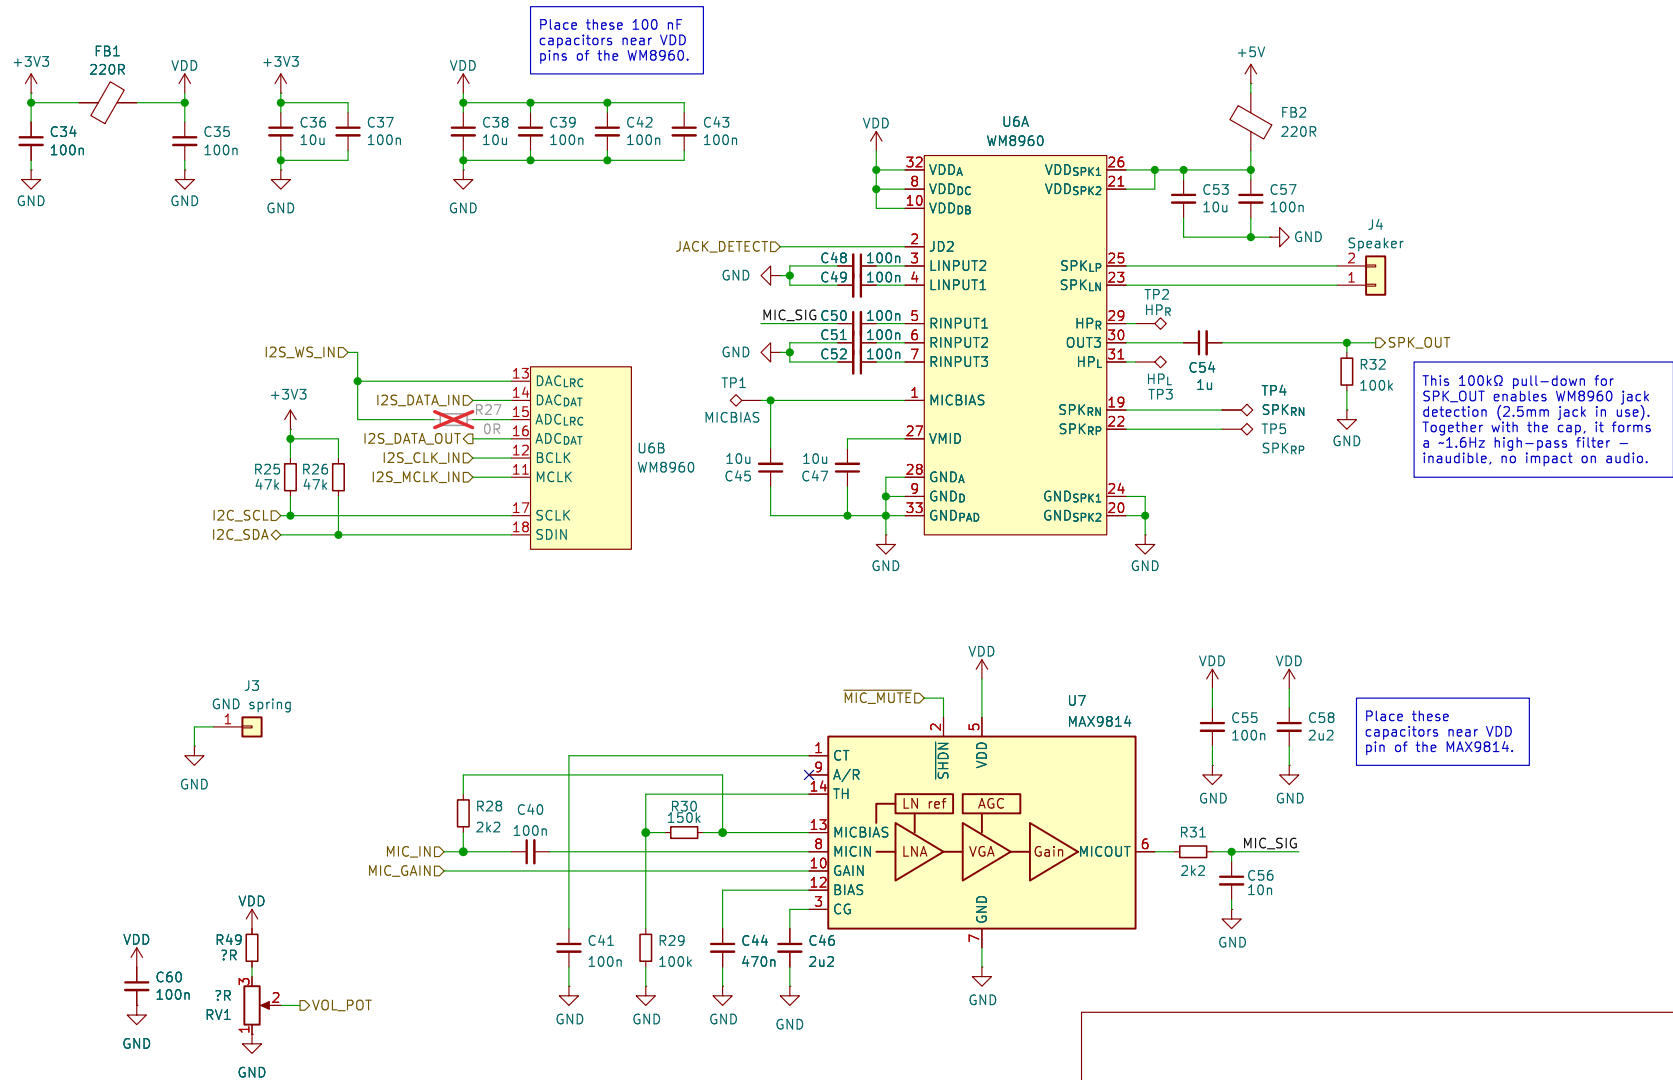 Place these 100 nF
capacitors near VDD
pins of the WM8960.
+3V3
FB1
220R
VDD
C34
100n
C35
100n
GND
GND
+3V3
C36
10u
C37
100n
GND
VDD
C38
10u
C39
100n
C42
100n
C43
100n
GND
+5V
FB2
220R
VDD
U6A
WM8960
32 VDDA
8 VDDDC
10 VDDDB
2 JD2
3 LINPUT2
4 LINPUT1
5 RINPUT1
6 RINPUT2
7 RINPUT3
1 MICBIAS
27 VMID
28 GNDA
9 GNDD
33 GNDPAD
VDDSPK1 26
VDDSPK2 21
SPKLP 25
SPKLN 23
HPR 29
OUT3 30
HPL 31
SPKRN 19
SPKRP 22
GNDSPK1 24
GNDSPK2 20
JACK_DETECT
GND
C48 100n
C49 100n
MIC_SIG C50 100n
C51 100n
GND
C52 100n
TP1
MICBIAS
10u
C45
10u
C47
GND
GND
C53
10u
C57
100n
GND
J4
Speaker
2
1
TP2
HPR
C54
1u
HPL
TP3
SPK_OUT
R32
100k
GND
TP4
SPKRN
TP5
SPKRP
This 100kΩ pull-down for
SPK_OUT enables WM8960 jack
detection (2.5mm jack in use).
Together with the cap, it forms
a ~1.6Hz high-pass filter –
inaudible, no impact on audio.
I2S_WS_IN
I2S_DATA_IN
R27
0R
I2S_DATA_OUT
I2S_CLK_IN
I2S_MCLK_IN
+3V3
R25
47k
R26
47k
I2C_SCL
I2C_SDA
13 DACLRC
14 DACDAT
15 ADCLRC
16 ADCDAT
12 BCLK
11 MCLK
17 SCLK
18 SDIN
U6B
WM8960
J3
GND spring
1
GND
MIC_MUTE
VDD
U7
MAX9814
2 SHDN
5 VDD
1 CT
9 A/R
14 TH
13 MICBIAS
8 MICIN
10 GAIN
12 BIAS
3 CG
LN ref
AGC
LNA
VGA
Gain
MICOUT 6
GND 7
GND
R28
2k2
C40
100n
R30
150k
MIC_IN
MIC_GAIN
C41
100n
GND
R29
100k
GND
C44
470n
GND
C46
2u2
GND
R31
2k2
MIC_SIG
C56
10n
GND
VDD
C55
100n
GND
VDD
C58
2u2
GND
Place these
capacitors near VDD
pin of the MAX9814.
VDD
C60
100n
GND
VDD
R49
?R
3
?R
RV1
2
1
VOL_POT
GND